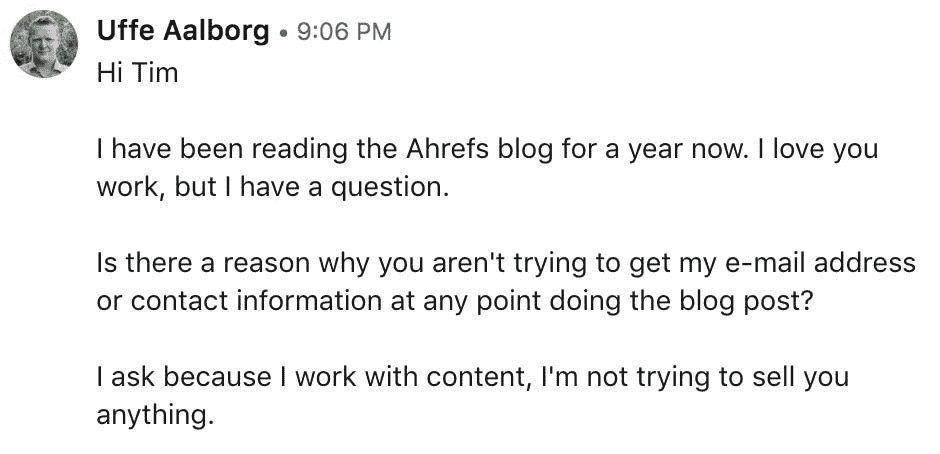 Uffe Aalborg • 9:06 PM
Hi Tim
I have been reading the Ahrefs blog for a year now. I love you
work, but I have a question.
Is there a reason why you aren't trying to get my e-mail address
or contact information at any point doing the blog post?
I ask because I work with content, I'm not trying to sell you
anything.